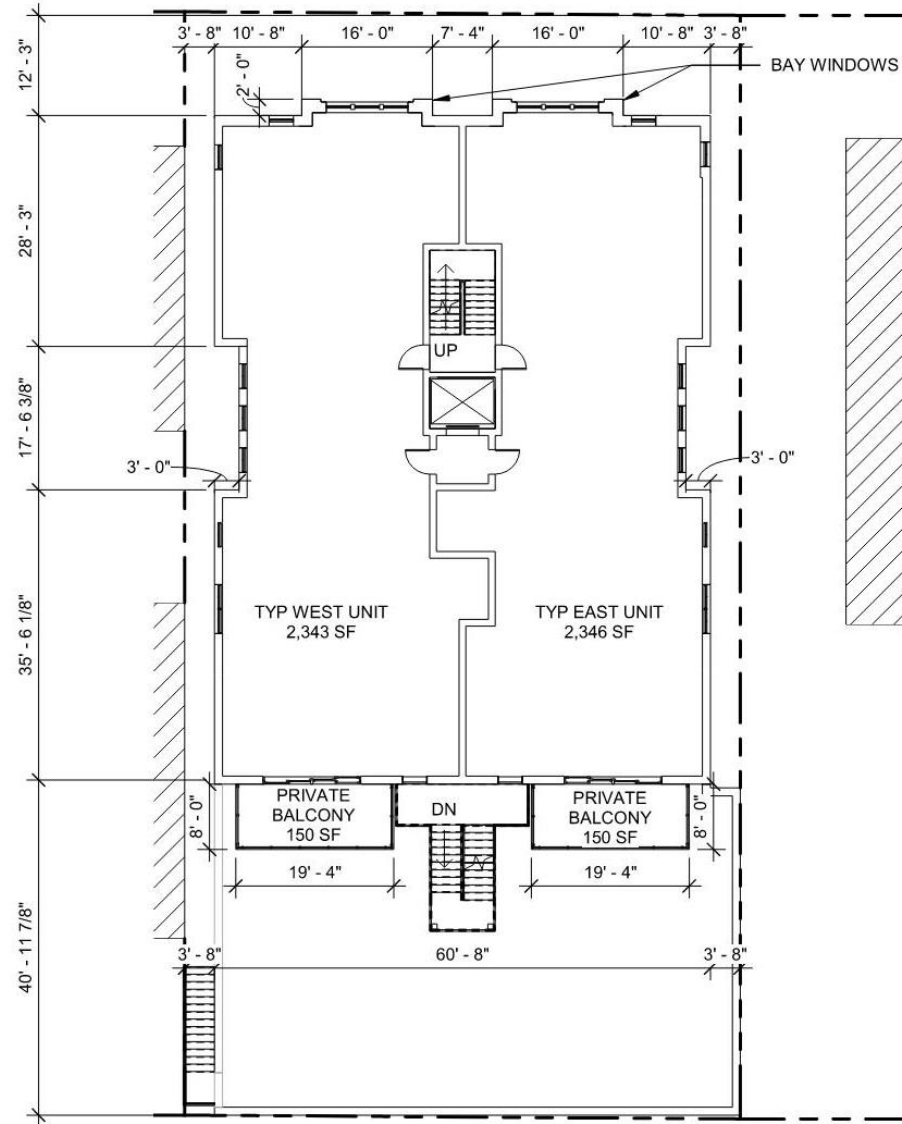 3' - 8" 10' - 8" 16' - 0" 7' - 4" 16' - 0" 10' - 8" 3' - 8"
12' - 3"
2' - 0"
BAY WINDOWS
28' - 3"
UP
17' - 6 3/8"
3' - 0" 3' - 0"
35' - 6 1/8"
TYP WEST UNIT
2,343 SF
TYP EAST UNIT
2,346 SF
PRIVATE
BALCONY
150 SF
DN
PRIVATE
BALCONY
150 SF
8' - 0" 8' - 0"
19' - 4" 19' - 4"
40' - 11 7/8"
3' - 8" 60' - 8" 3' - 8"